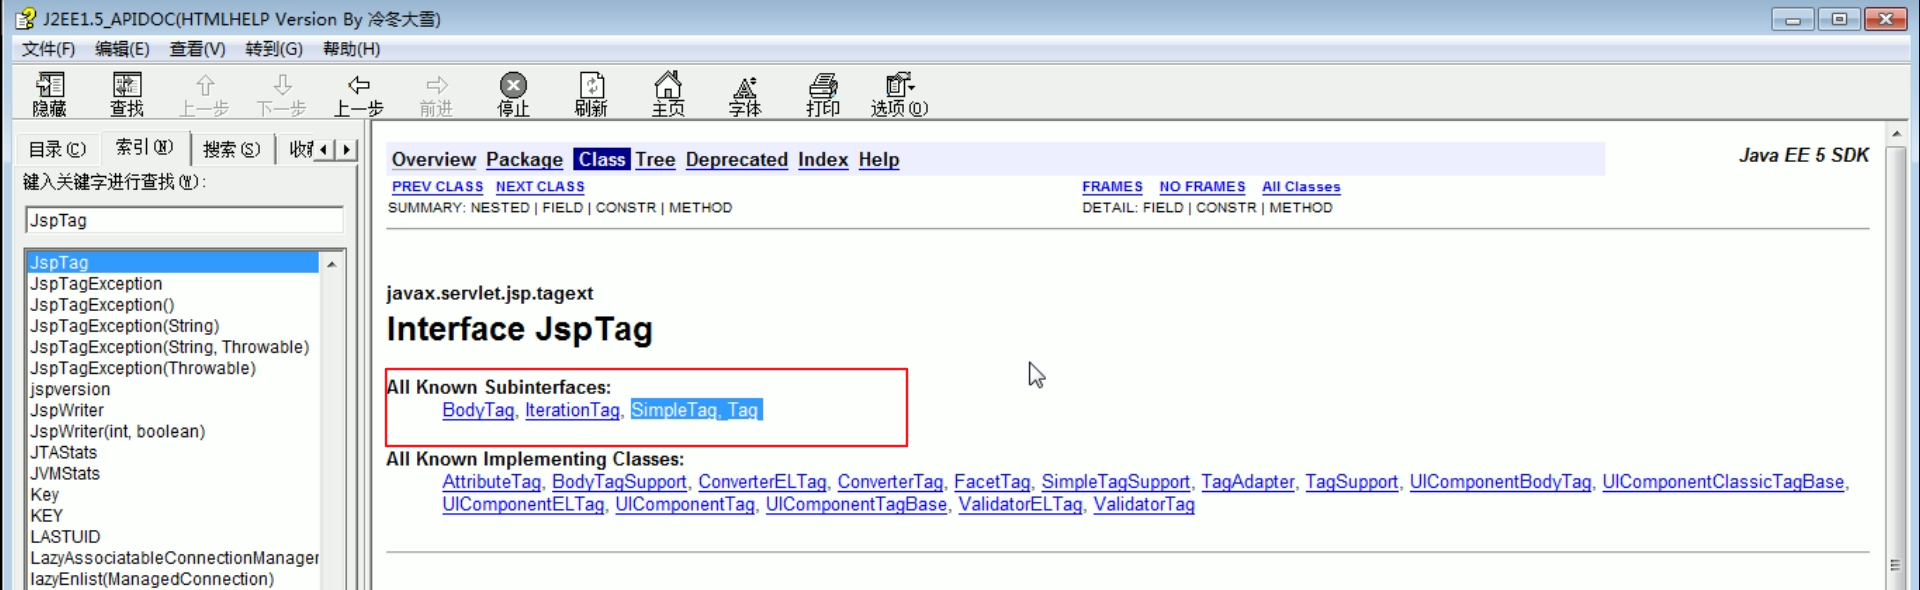 J2EE1.5_APIDOC(HTMLHELP Version By 冷冬大雪)
文件(F) 编辑(E) 查看(V) 转到(G) 帮助(H)
隐藏 查找 上一步 下一步 上一步 前进 停止 刷新 主页 字体 打印 选项(O)
目录(C) 索引(N) 搜索(S)
键入关键字进行查找(W):
JspTag
JspTag
JspTagException
JspTagException()
JspTagException(String)
JspTagException(String, Throwable)
JspTagException(Throwable)
jspversion
JspWriter
JspWriter(int, boolean)
JTAStats
JVMStats
Key
KEY
LASTUID
LazyAssociatableConnectionManager
lazyEnlist(ManagedConnection)
Overview Package Class Tree Deprecated Index Help
Java EE 5 SDK
PREV CLASS NEXT CLASS
FRAMES NO FRAMES All Classes
SUMMARY: NESTED | FIELD | CONSTR | METHOD
DETAIL: FIELD | CONSTR | METHOD
javax.servlet.jsp.tagext
Interface JspTag
All Known Subinterfaces:
BodyTag, IterationTag, SimpleTag, Tag
All Known Implementing Classes:
AttributeTag, BodyTagSupport, ConverterELTag, ConverterTag, FacetTag, SimpleTagSupport, TagAdapter, TagSupport, UIComponentBodyTag, UIComponentClassicTagBase,
UIComponentELTag, UIComponentTag, UIComponentTagBase, ValidatorELTag, ValidatorTag